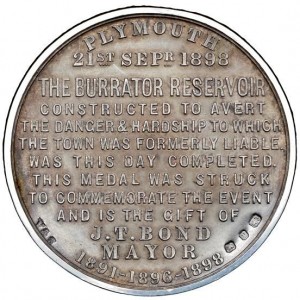 PLYMOUTH
21ST SEPR 1898
THE BURRATOR RESERVOIR
CONSTRUCTED TO AVERT
THE DANGER & HARDSHIP TO WHICH
THE TOWN WAS FORMERLY LIABLE,
WAS THIS DAY COMPLETED.
THIS MEDAL WAS STRUCK
TO COMMEMORATE THE EVENT
AND IS THE GIFT OF
J.T. BOND
MAYOR
1891-1896-1898